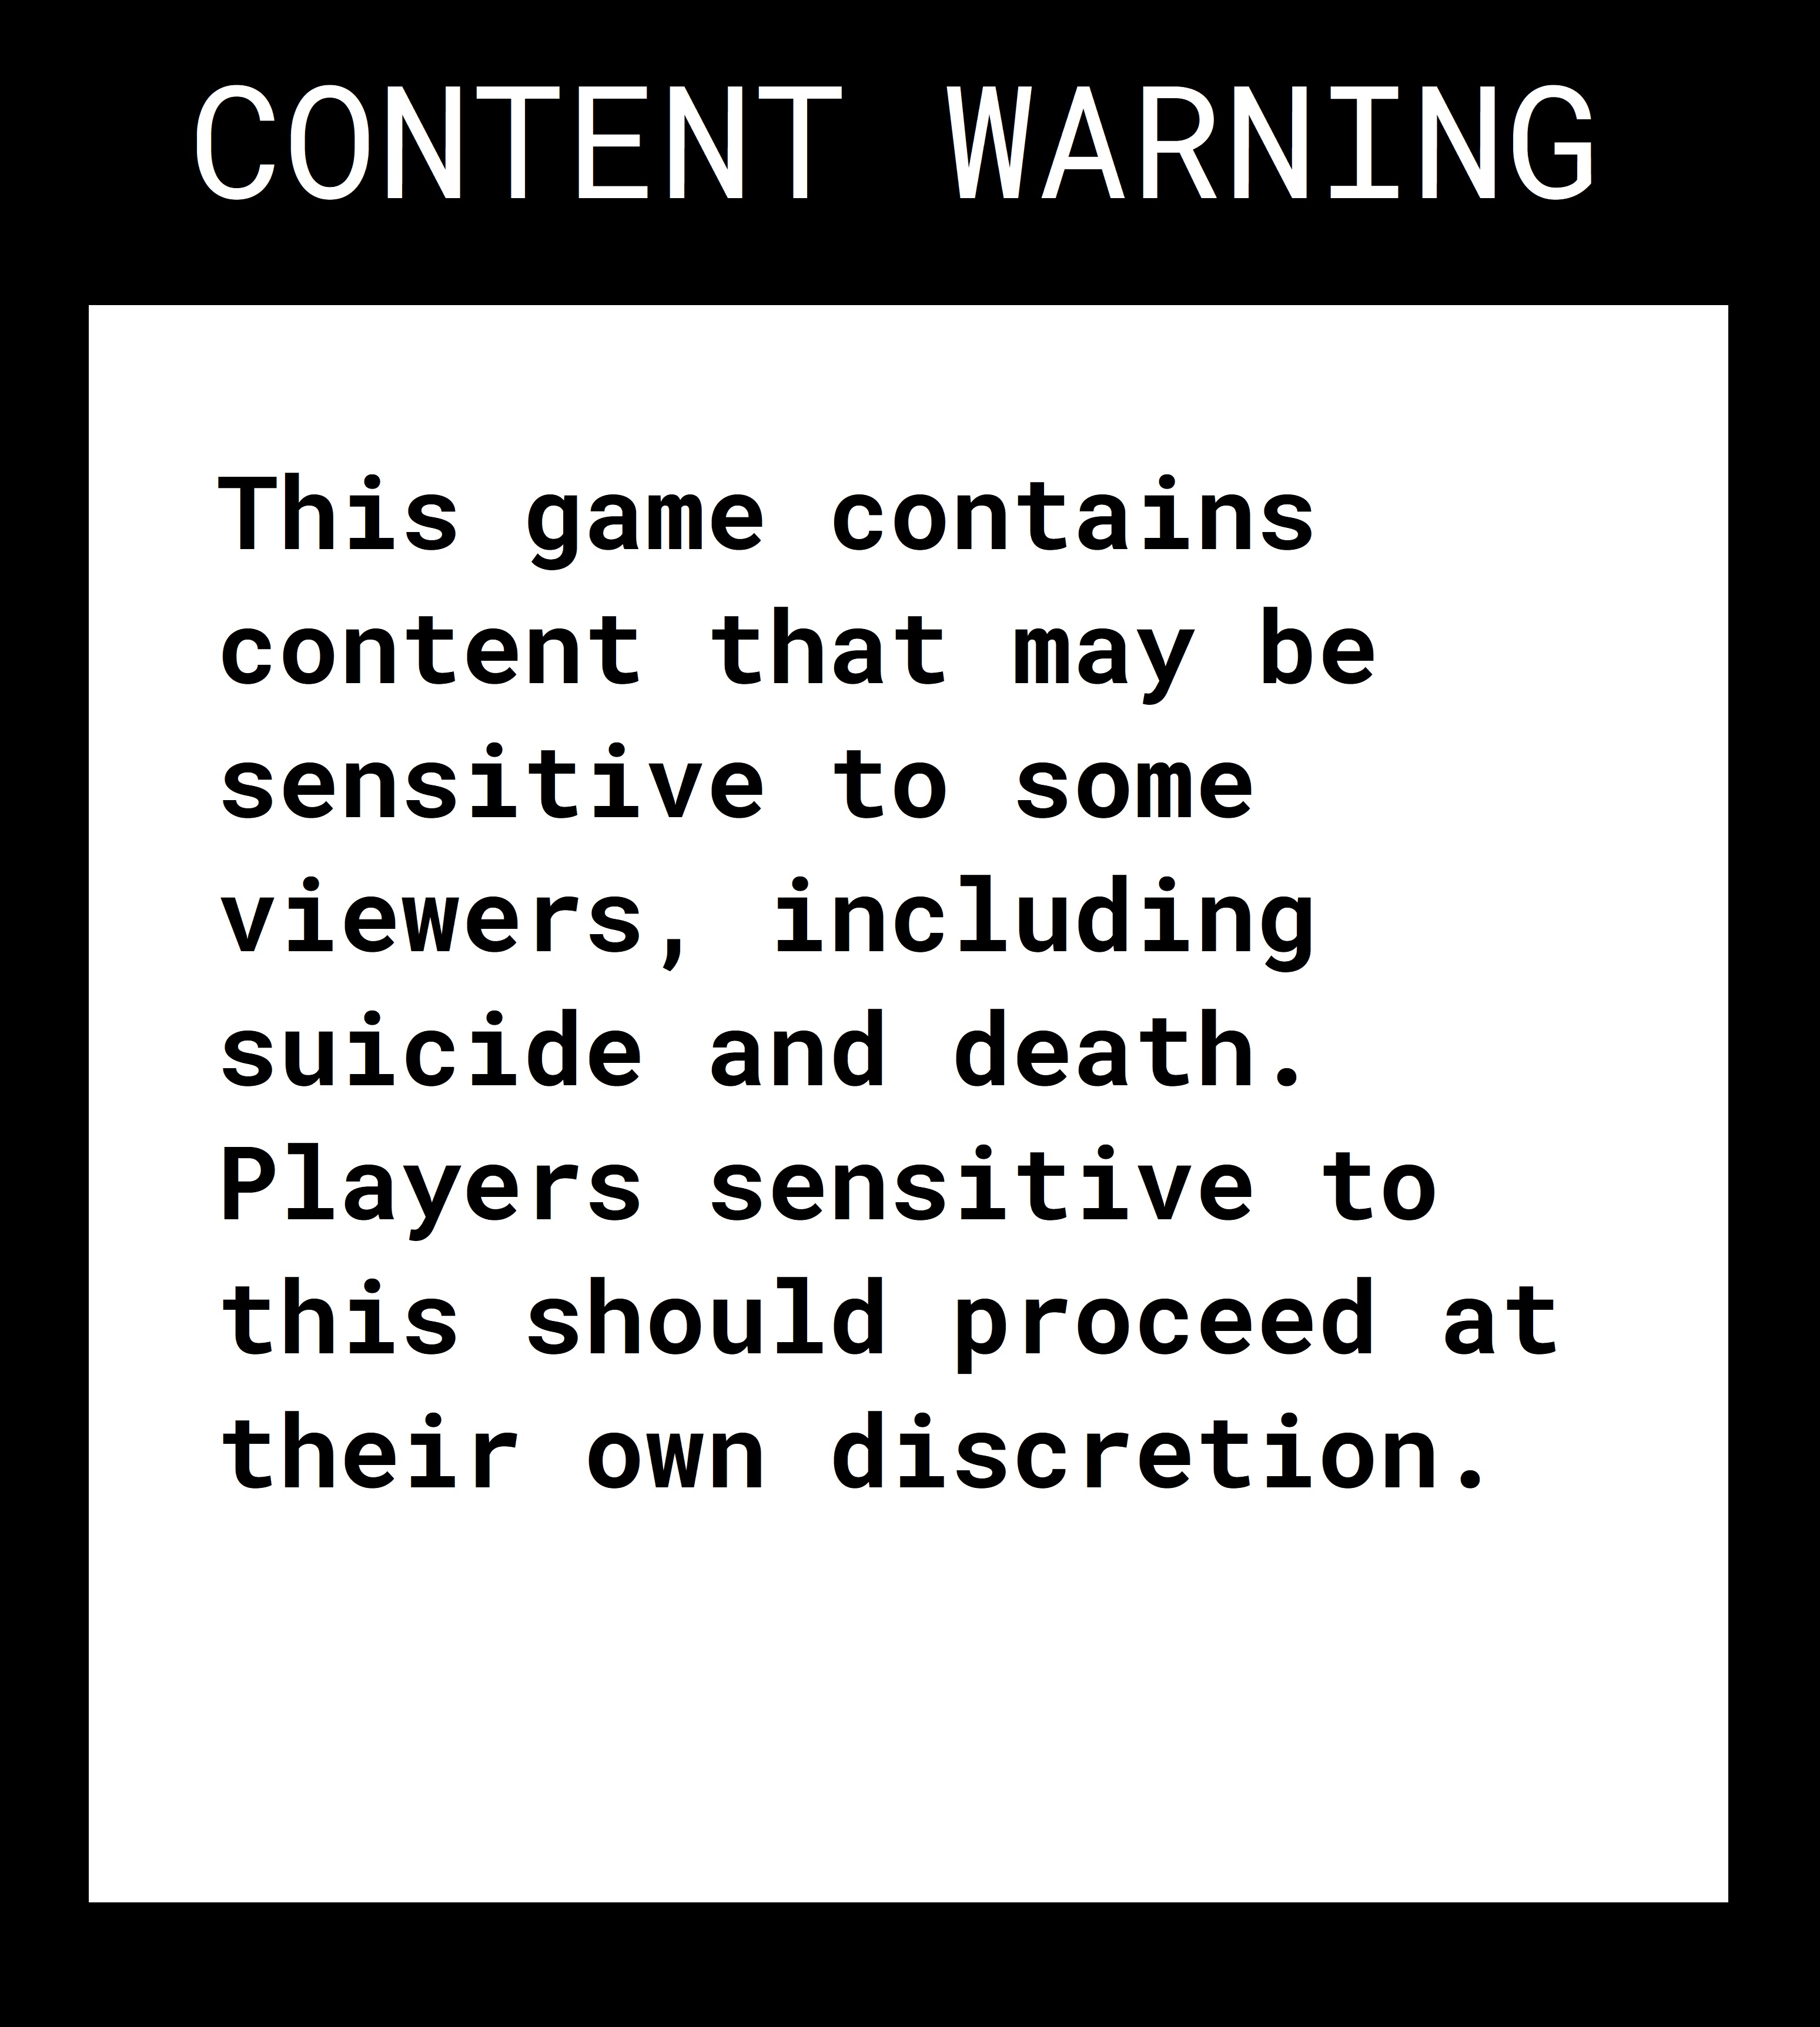 CONTENT WARNING
This game contains
content that may be
sensitive to some
viewers, including
suicide and death.
Players sensitive to
this should proceed at
their own discretion.